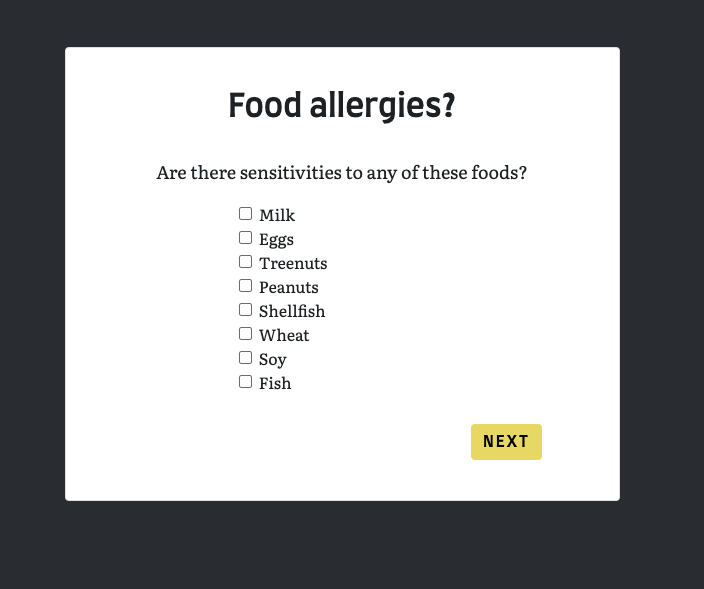 Food allergies?
Are there sensitivities to any of these foods?
Milk
Eggs
Treenuts
Peanuts
Shellfish
Wheat
Soy
Fish
NEXT